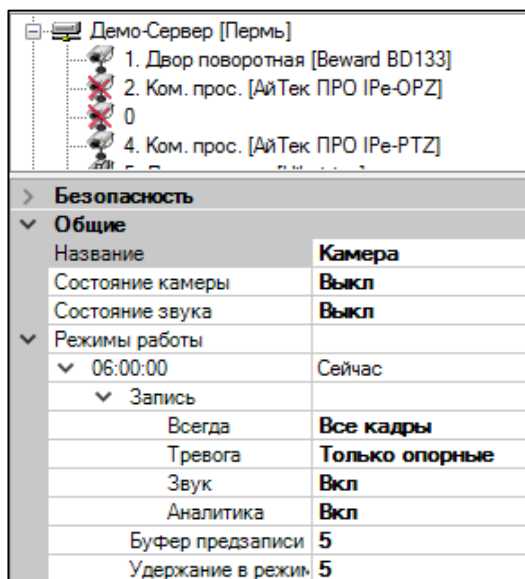 Демо-Сервер [Пермь]
1. Двор поворотная [Beward BD133]
2. Ком. прос. [АйТек ПРО IPe-OPZ]
0
4. Ком. прос. [АйТек ПРО IPe-PTZ]
Безопасность
Общие
Название Камера
Состояние камеры Выкл
Состояние звука Выкл
Режимы работы
06:00:00 Сейчас
Запись
Всегда Все кадры
Тревога Только опорные
Звук Вкл
Аналитика Вкл
Буфер предзаписи 5
Удержание в режим 5